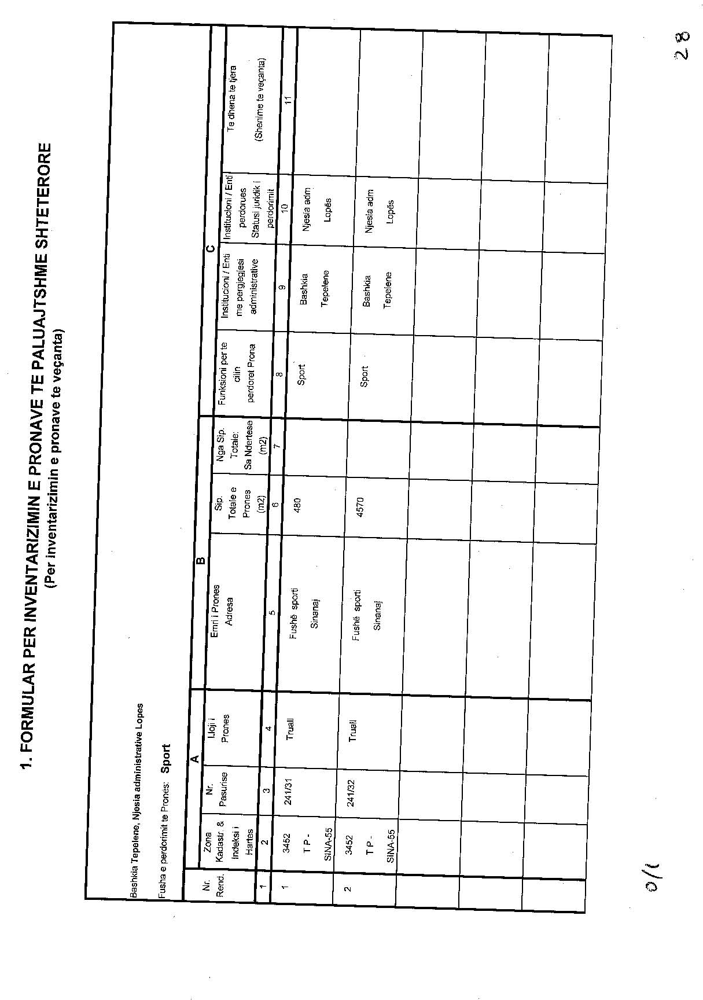 1. FORMULAR PER INVENTARIZIMIN E PRONAVE TE PALUAJTSHME SHTETERORE
(Per inventarizimin e pronave te veçanta)
Bashkia Tepelene, Njesia administrative Lopes
Fusha e perdorimit te Prones: Sport
A B C
Nr.
Rend.
Zona
Kadastr. &
Indeksi i
Hartes
Nr.
Pasurise
Lloji i
Prones
Emri i Prones
Adresa
Sip.
Totale e
Prones
(m2)
Nga Sip.
Totale:
Sa Ndertese
(m2)
Funksioni per te
cilin
perdoret Prona
Institucioni / Enti
me pergjegjesi
administrative
Institucioni / Enti
perdorues
Statusi juridik i
perdorimit
Te dhena te tjera
(Shenime te veçanta)
1 2 3 4 5 6 7 8 9 10 11
1
3452
T P -
SINA-55
241/31
Truall
Fushë sporti
Sinanaj
480
Sport
Bashkia
Tepelene
Njesia adm
Lopës
2
3452
T P -
SINA-55
241/32
Truall
Fushë sporti
Sinanaj
4570
Sport
Bashkia
Tepelene
Njesia adm
Lopës
28